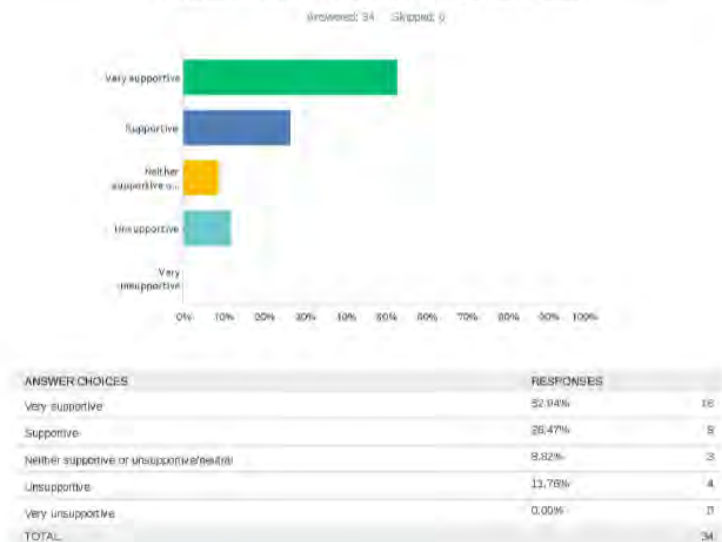 Answered: 34 Skipped: 0
Very supportive
Supportive
Neither
supportive o...
Unsupportive
Very
unsupportive
0% 10% 20% 30% 40% 50% 60% 70% 80% 90% 100%
ANSWER CHOICES RESPONSES
Very supportive 52.94% 18
Supportive 26.47% 9
Neither supportive or unsupportive/neutral 8.82% 3
Unsupportive 11.76% 4
Very unsupportive 0.00% 0
TOTAL 34